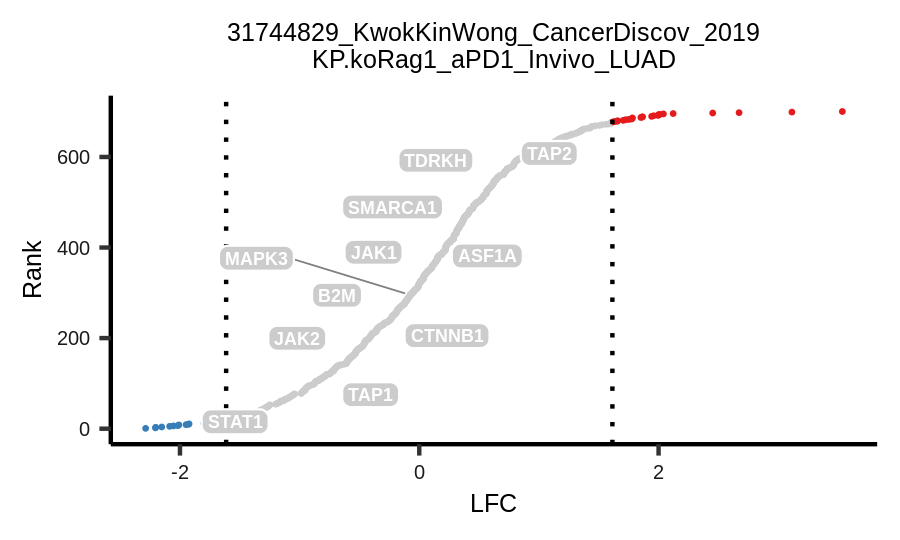 31744829_KwokKinWong_CancerDiscov_2019
KP.koRag1_aPD1_Invivo_LUAD
Rank
600
400
200
0
TDRKH
TAP2
SMARCA1
JAK1
ASF1A
MAPK3
B2M
JAK2
CTNNB1
TAP1
STAT1
-2
0
2
LFC